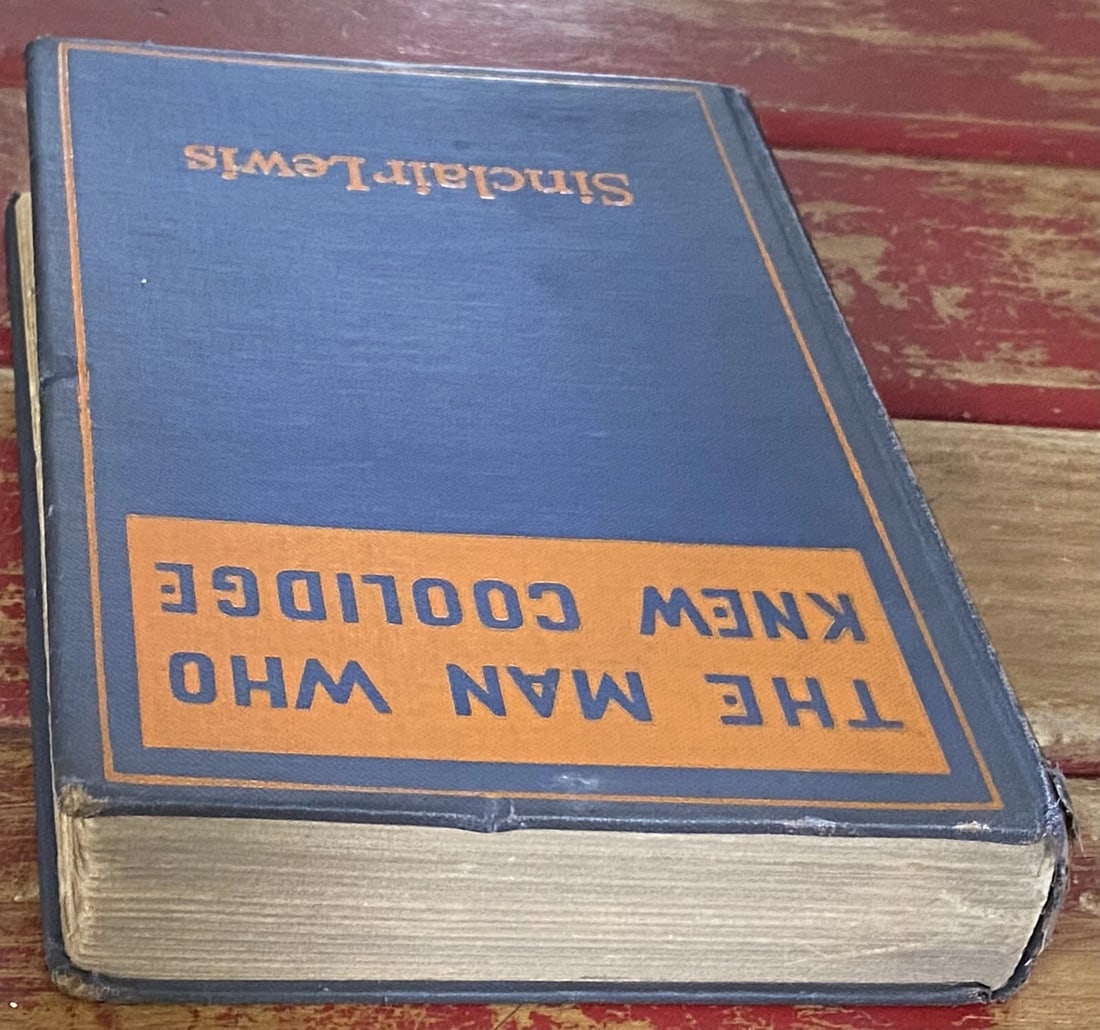 THE MAN WHO
KNEW COOLIDGE
Sinclair Lewis